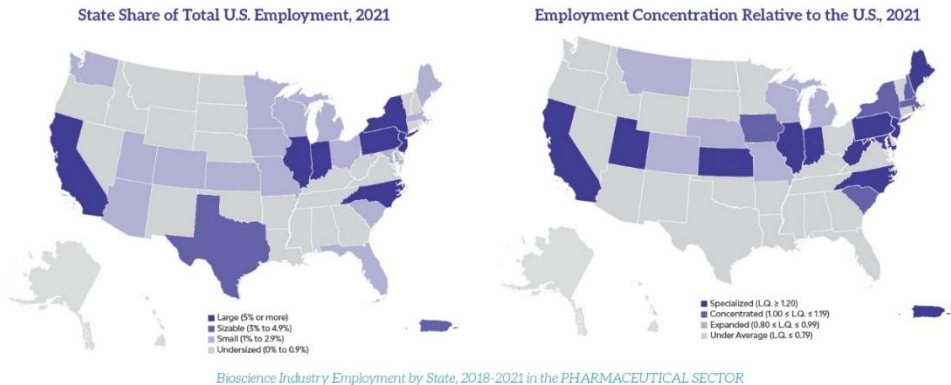 State Share of Total U.S. Employment, 2021
Large (5% or more)
Sizable (3% to 4.9%)
Small (1% to 2.9%)
Undersized (0% to 0.9%)
Employment Concentration Relative to the U.S., 2021
Specialized (L.Q. ≥ 1.20)
Concentrated (1.00 ≤ L.Q. ≤ 1.19)
Expanded (0.80 ≤ L.Q. ≤ 0.99)
Under Average (L.Q. ≤ 0.79)
Bioscience Industry Employment by State, 2018-2021 in the PHARMACEUTICAL SECTOR